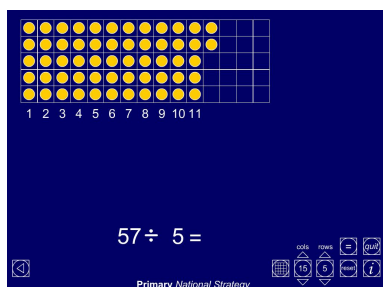 1 2 3 4 5 6 7 8 9 10 11
57 ÷ 5 =
cols rows = quit
15 5 reset i
Primary National Strategy